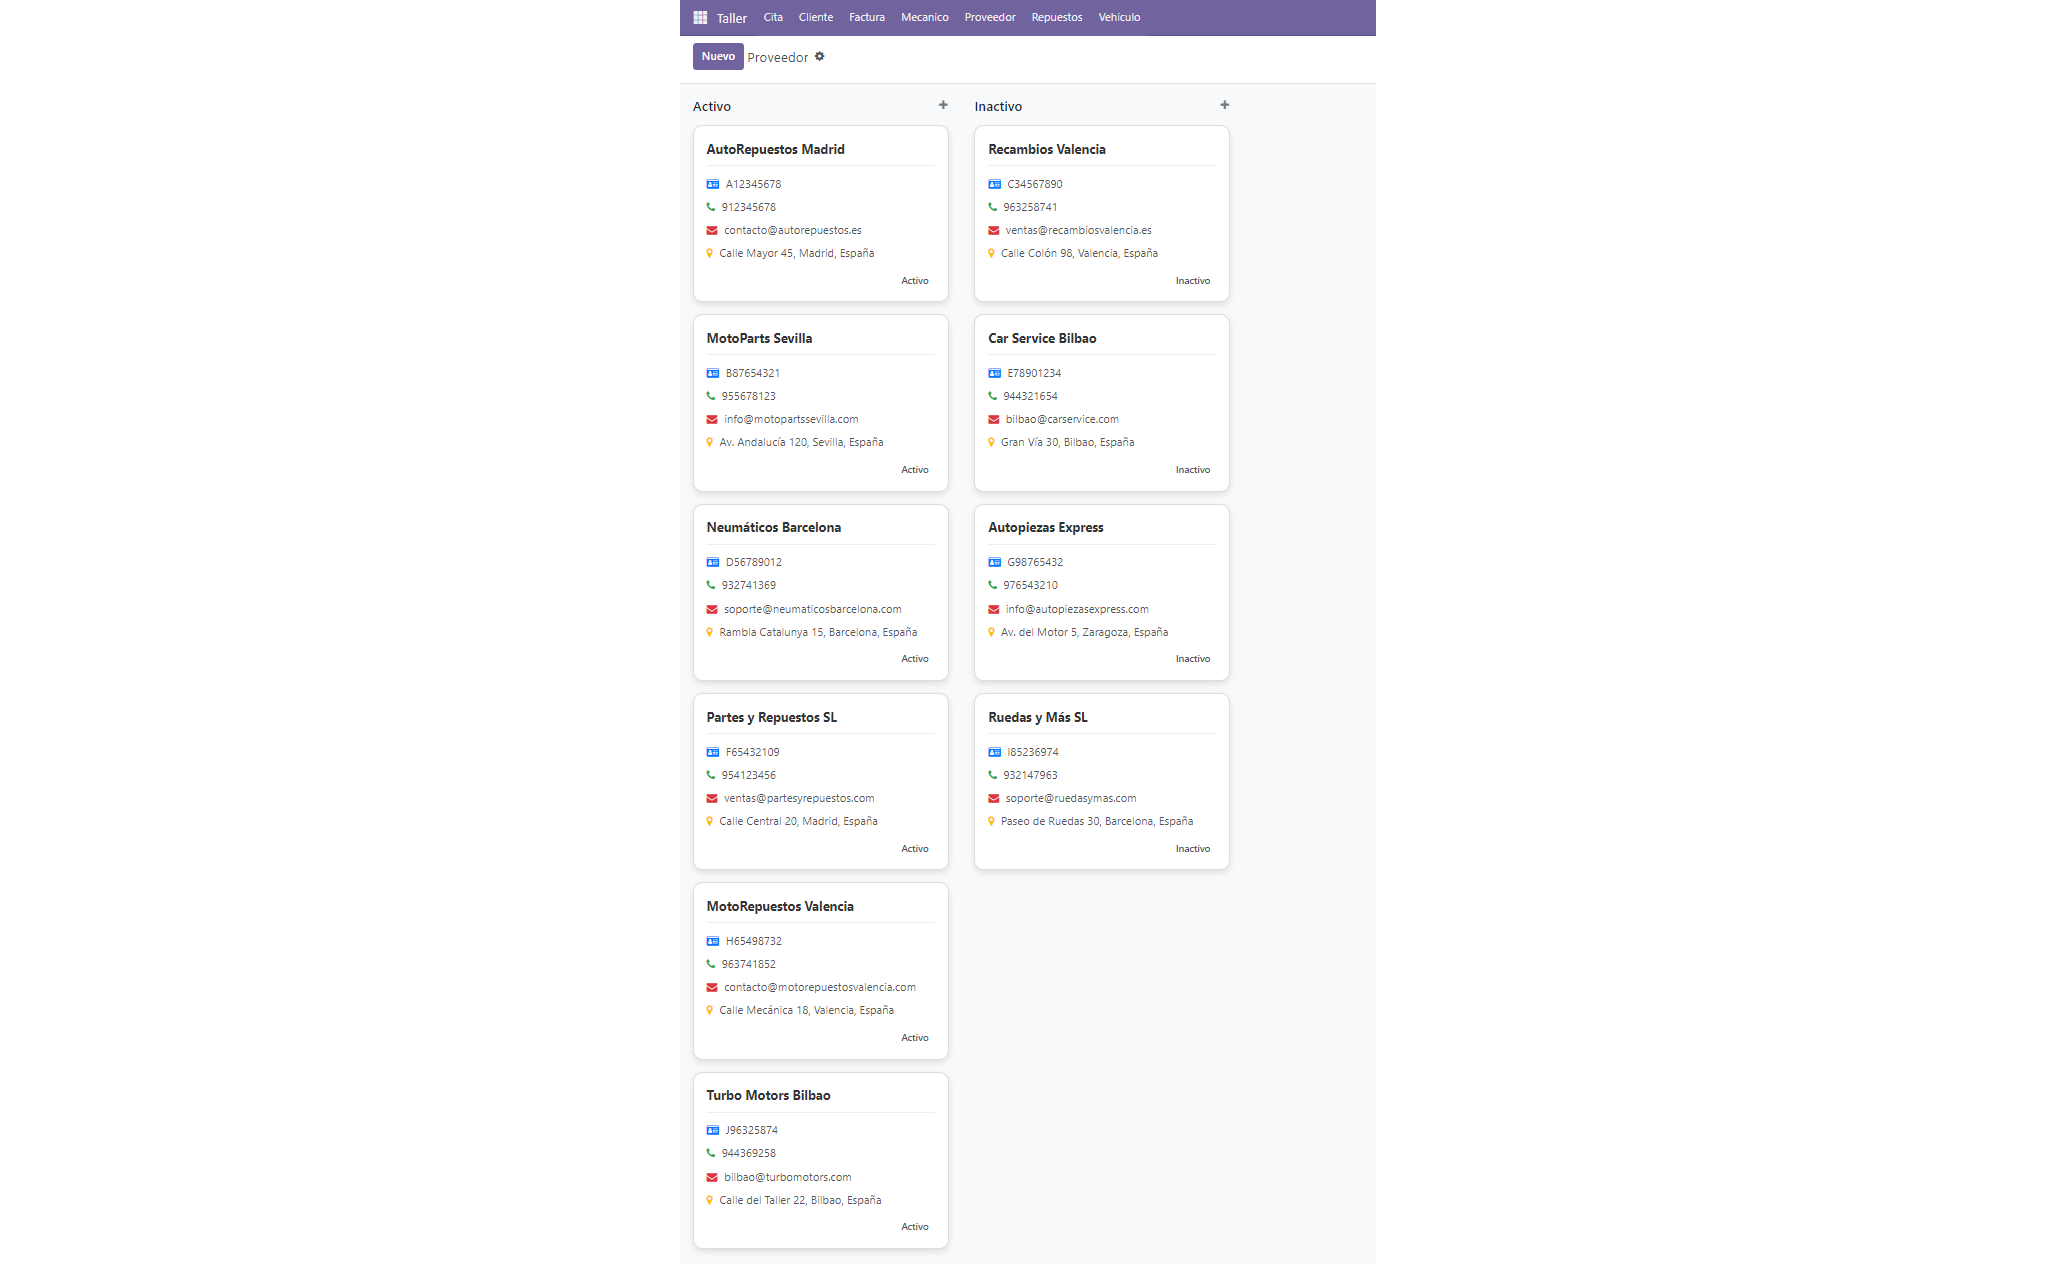 Taller Cita Cliente Factura Mecanico Proveedor Repuestos Vehiculo
Nuevo Proveedor
Activo
AutoRepuestos Madrid
A12345678
912345678
contacto@autorepuestos.es
Calle Mayor 45, Madrid, España
Activo
MotoParts Sevilla
B87654321
955678123
info@motopartssevilla.com
Av. Andalucía 120, Sevilla, España
Activo
Neumáticos Barcelona
D56789012
932741369
soporte@neumaticosbarcelona.com
Rambla Catalunya 15, Barcelona, España
Activo
Partes y Repuestos SL
F65432109
954123456
ventas@partesyrepuestos.com
Calle Central 20, Madrid, España
Activo
MotoRepuestos Valencia
H65498732
963741852
contacto@motorepuestosvalencia.com
Calle Mecánica 18, Valencia, España
Activo
Turbo Motors Bilbao
J96325874
944369258
bilbao@turbomotors.com
Calle del Taller 22, Bilbao, España
Activo
Inactivo
Recambios Valencia
C34567890
963258741
ventas@recambiosvalencia.es
Calle Colón 98, Valencia, España
Inactivo
Car Service Bilbao
E78901234
944321654
bilbao@carservice.com
Gran Vía 30, Bilbao, España
Inactivo
Autopiezas Express
G98765432
976543210
info@autopiezasexpress.com
Av. del Motor 5, Zaragoza, España
Inactivo
Ruedas y Más SL
I85236974
932147963
soporte@ruedasymas.com
Paseo de Ruedas 30, Barcelona, España
Inactivo